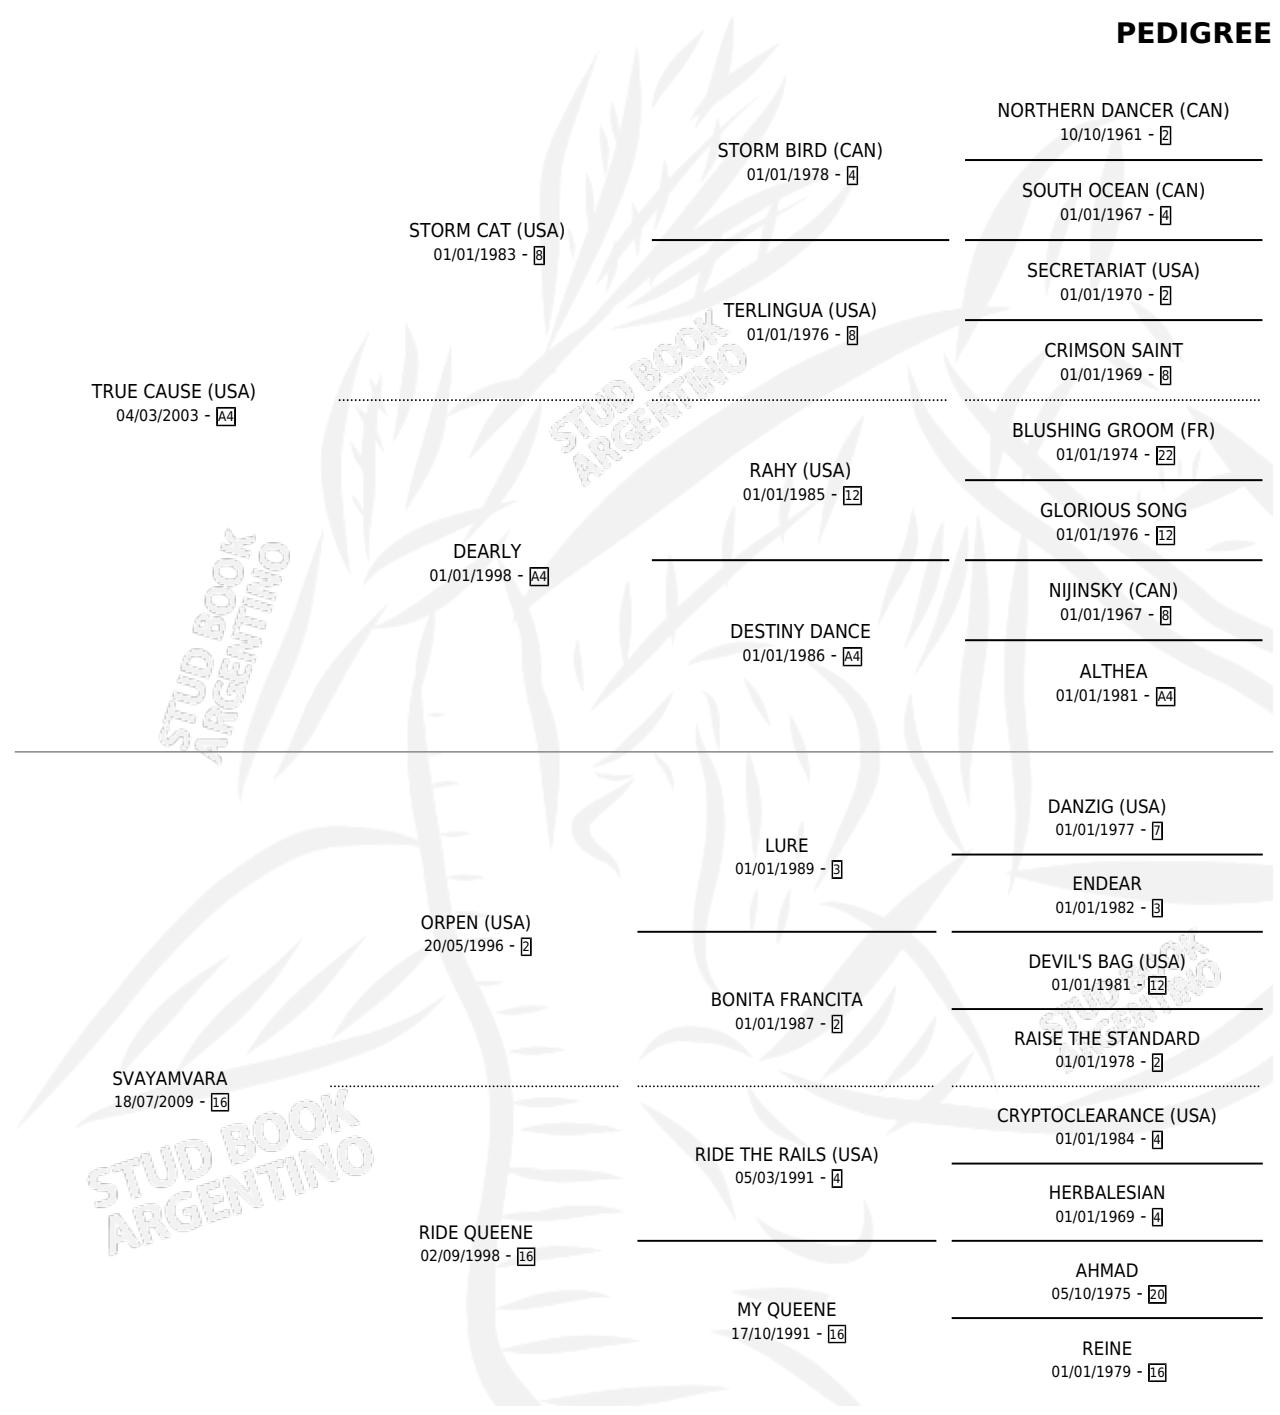 PEDIGREE
NORTHERN DANCER (CAN)
10/10/1961 - 2
STORM BIRD (CAN)
01/01/1978 - 4
SOUTH OCEAN (CAN)
01/01/1967 - 4
STORM CAT (USA)
01/01/1983 - 8
SECRETARIAT (USA)
01/01/1970 - 2
TERLINGUA (USA)
01/01/1976 - 8
CRIMSON SAINT
01/01/1969 - 8
TRUE CAUSE (USA)
04/03/2003 - A4
BLUSHING GROOM (FR)
01/01/1974 - 22
RAHY (USA)
01/01/1985 - 12
GLORIOUS SONG
01/01/1976 - 12
DEARLY
01/01/1998 - A4
NIJINSKY (CAN)
01/01/1967 - 8
DESTINY DANCE
01/01/1986 - A4
ALTHEA
01/01/1981 - A4
DANZIG (USA)
01/01/1977 - 7
LURE
01/01/1989 - 3
ENDEAR
01/01/1982 - 3
ORPEN (USA)
20/05/1996 - 2
DEVIL'S BAG (USA)
01/01/1981 - 12
BONITA FRANCITA
01/01/1987 - 2
RAISE THE STANDARD
01/01/1978 - 2
SVAYAMVARA
18/07/2009 - 16
CRYPTOCLEARANCE (USA)
01/01/1984 - 4
RIDE THE RAILS (USA)
05/03/1991 - 4
HERBALESIAN
01/01/1969 - 4
RIDE QUEENE
02/09/1998 - 16
AHMAD
05/10/1975 - 20
MY QUEENE
17/10/1991 - 16
REINE
01/01/1979 - 16
STUD BOOK
ARGENTINO
STUD BOOK
ARGENTINO
STUD BOOK
ARGENTINO
STUD BOOK
ARGENTINO